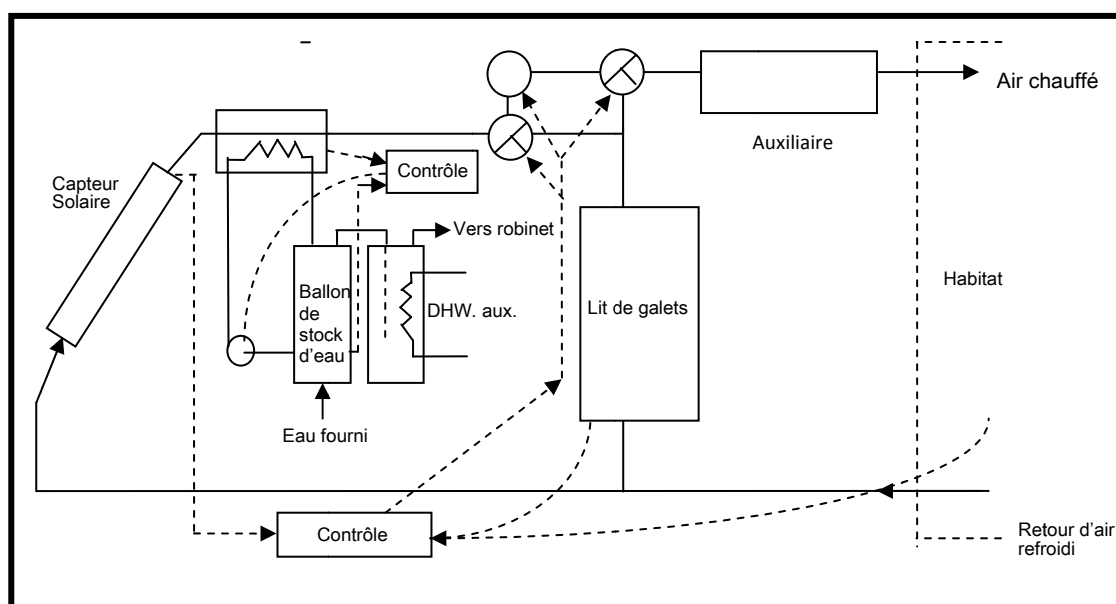 Air chauffé
Auxiliaire
Capteur
Solaire
Contrôle
Vers robinet
Ballon
de
stock
d’eau
DHW. aux.
Lit de galets
Habitat
Eau fourni
Contrôle
Retour d’air
refroidi